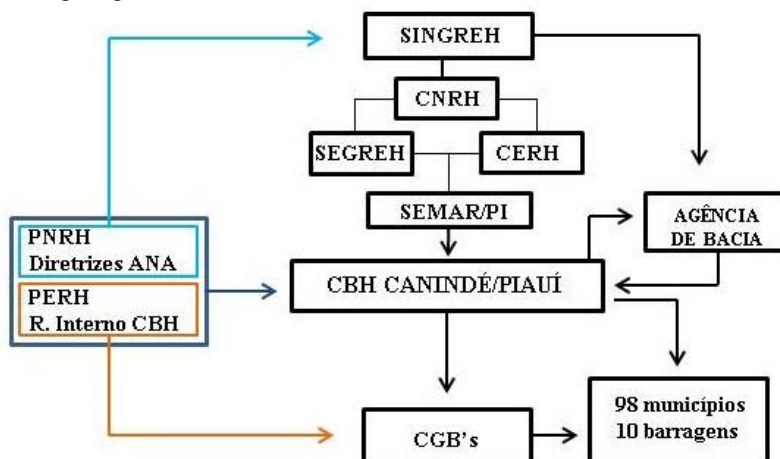 SINGREH
CNRH
SEGREH
CERH
SEMAR/PI
AGÊNCIA
DE BACIA
PNRH
Diretrizes ANA
PERH
R. Interno CBH
CBH CANINDÉ/PIAUÍ
98 municípios
10 barragens
CGB's